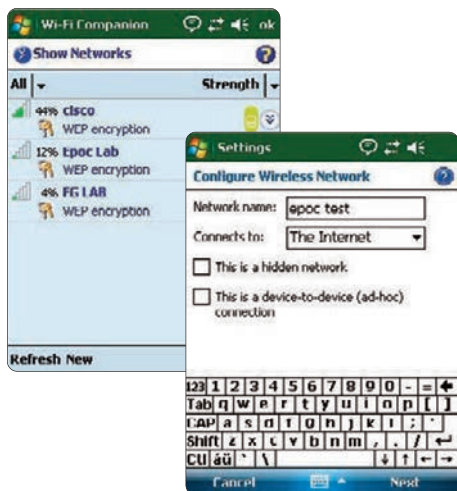 Wi-Fi Companion ok
Show Networks
All Strength
44% cisco
WEP encryption
12% Epoc Lab
WEP encryption
4% FG LAB
WEP encryption
Refresh New
Settings
Configure Wireless Network
Network name: epoc test
Connects to: The Internet
This is a hidden network
This is a device-to-device (ad-hoc)
connection
123 1 2 3 4 5 6 7 8 9 0 - =
Tab q w e r t y u i o p [ ]
CAP a s d f g h j k l ; '
Shift z x c v b n m , . /
Ctl áü ` \
Cancel Next